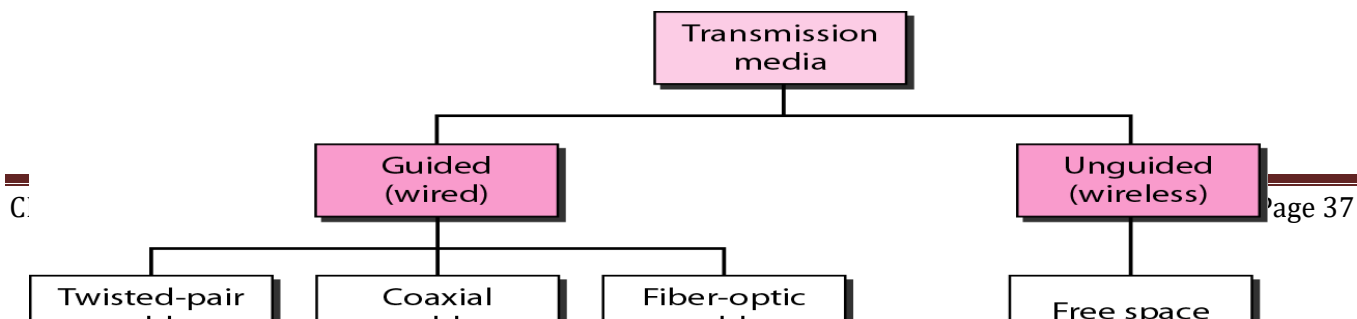 Transmission
media
Guided
(wired)
Unguided
(wireless)
Page 37
Twisted-pair
Coaxial
Fiber-optic
Free space